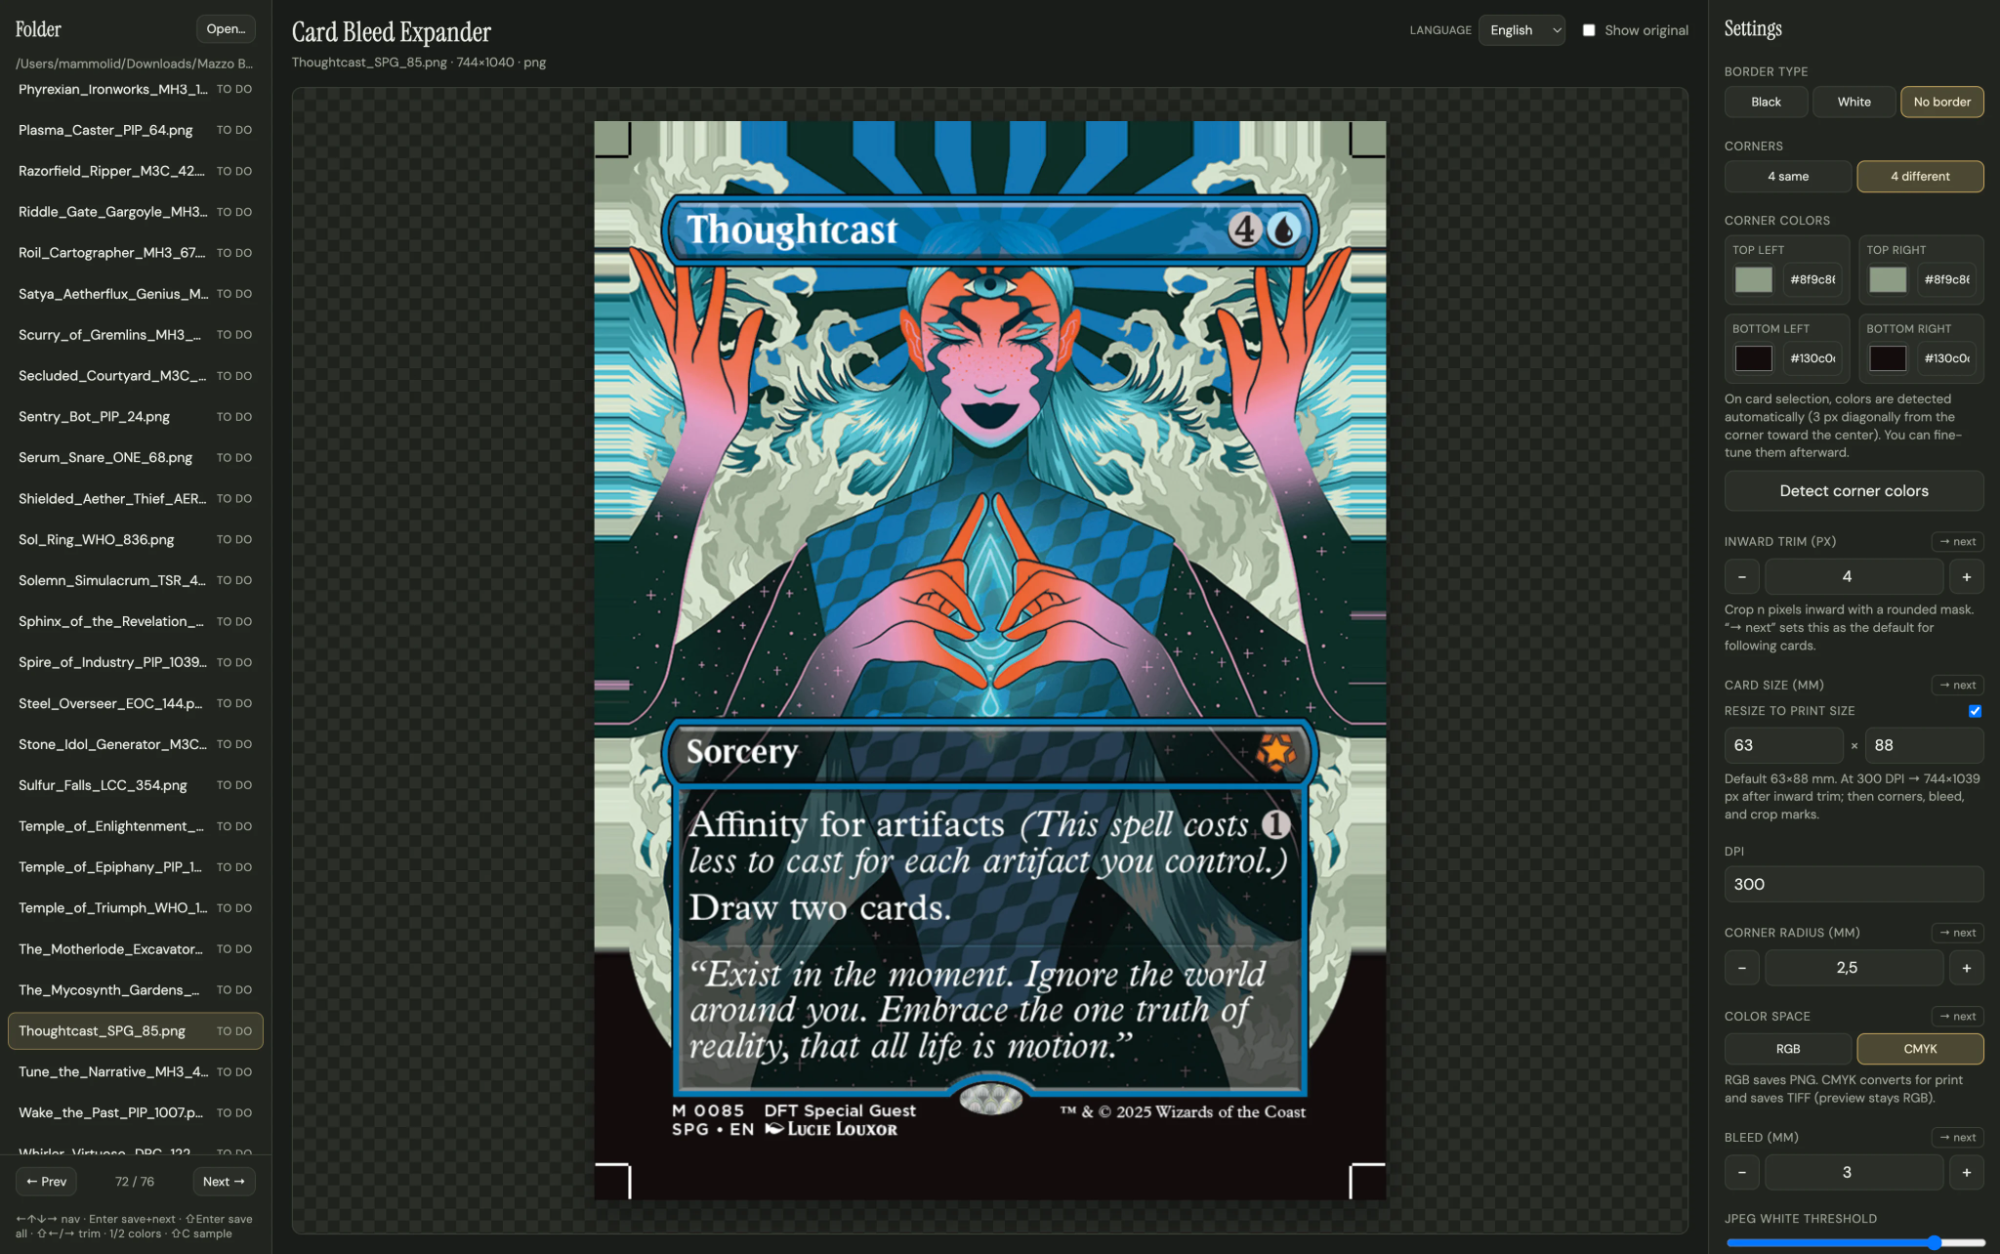 Folder
Open...
/Users/mammolid/Downloads/Mazzo B...
Phyrexian_Ironworks_MH3_1... TO DO
Plasma_Caster_PIP_64.png TO DO
Razorfield_Ripper_M3C_42.... TO DO
Riddle_Gate_Gargoyle_MH3... TO DO
Roil_Cartographer_MH3_67.... TO DO
Satya_Aetherflux_Genius_M... TO DO
Scurry_of_Gremlins_MH3_... TO DO
Secluded_Courtyard_M3C_... TO DO
Sentry_Bot_PIP_24.png TO DO
Serum_Snare_ONE_68.png TO DO
Shielded_Aether_Thief_AER... TO DO
Sol_Ring_WHO_836.png TO DO
Solemn_Simulacrum_TSR_4... TO DO
Sphinx_of_the_Revelation_... TO DO
Spire_of_Industry_PIP_1039... TO DO
Steel_Overseer_EOC_144.p... TO DO
Stone_Idol_Generator_M3C... TO DO
Sulfur_Falls_LCC_354.png TO DO
Temple_of_Enlightenment_... TO DO
Temple_of_Epiphany_PIP_1... TO DO
Temple_of_Triumph_WHO_1... TO DO
The_Motherlode_Excavator... TO DO
The_Mycosynth_Gardens_... TO DO
Thoughtcast_SPG_85.png TO DO
Tune_the_Narrative_MH3_4... TO DO
Wake_the_Past_PIP_1007.p... TO DO
Whirler_Virtuoso_DRC_122... TO DO
← Prev
72 / 76
Next →
←↑↓→ nav · Enter save+next · ⇧Enter save
all · ⇧←/→ trim · 1/2 colors · ⇧C sample
Card Bleed Expander
Thoughtcast_SPG_85.png · 744×1040 · png
LANGUAGE
English
Show original
Thoughtcast
4
Sorcery
Affinity for artifacts (This spell costs 1
less to cast for each artifact you control.)
Draw two cards.
“Exist in the moment. Ignore the world
around you. Embrace the one truth of
reality, that all life is motion.”
M 0085 DFT Special Guest
SPG • EN LUCIE LOUXOR
™ & © 2025 Wizards of the Coast
Settings
BORDER TYPE
Black
White
No border
CORNERS
4 same
4 different
CORNER COLORS
TOP LEFT
#8f9c8
TOP RIGHT
#8f9c8
BOTTOM LEFT
#130c0
BOTTOM RIGHT
#130c0
On card selection, colors are detected
automatically (3 px diagonally from the
corner toward the center). You can fine-
tune them afterward.
Detect corner colors
INWARD TRIM (PX)
→ next
−
4
+
Crop n pixels inward with a rounded mask.
“→ next” sets this as the default for
following cards.
CARD SIZE (MM)
→ next
RESIZE TO PRINT SIZE
63
×
88
Default 63×88 mm. At 300 DPI → 744×1039
px after inward trim; then corners, bleed,
and crop marks.
DPI
300
CORNER RADIUS (MM)
→ next
−
2,5
+
COLOR SPACE
→ next
RGB
CMYK
RGB saves PNG. CMYK converts for print
and saves TIFF (preview stays RGB).
BLEED (MM)
→ next
−
3
+
JPEG WHITE THRESHOLD